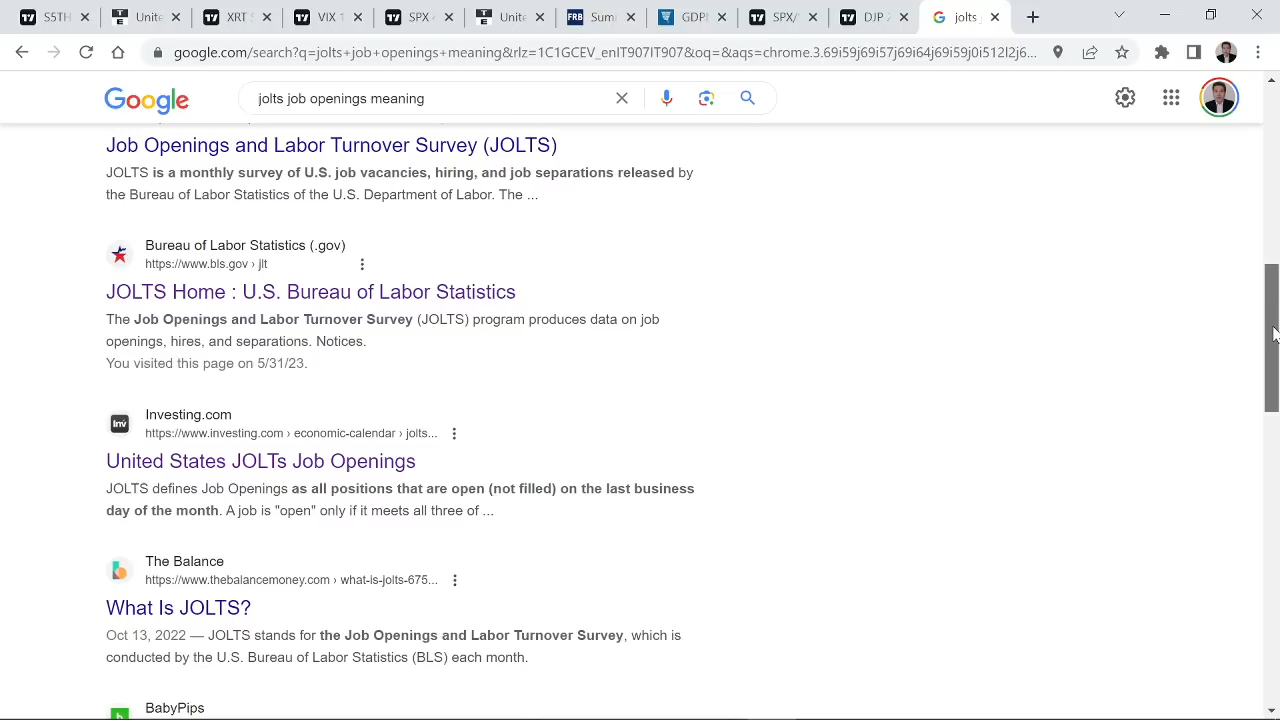 S5TH
Unite
XRT
VIX 1
SPX
Unite
FRB Sum
GDPI
SPX/
DJP
jolts
google.com/search?q=jolts+job+openings+meaning&rlz=1C1GCEV_enIT907IT907&oq=&aqs=chrome.3.69i59j69i57j69i64j69i59j0i512l2j6...
Google
jolts job openings meaning
Job Openings and Labor Turnover Survey (JOLTS)
JOLTS is a monthly survey of U.S. job vacancies, hiring, and job separations released by
the Bureau of Labor Statistics of the U.S. Department of Labor. The ...
Bureau of Labor Statistics (.gov)
https://www.bls.gov › jlt
JOLTS Home : U.S. Bureau of Labor Statistics
The Job Openings and Labor Turnover Survey (JOLTS) program produces data on job
openings, hires, and separations. Notices.
You visited this page on 5/31/23.
Inv
Investing.com
https://www.investing.com › economic-calendar › jolts...
United States JOLTs Job Openings
JOLTS defines Job Openings as all positions that are open (not filled) on the last business
day of the month. A job is "open" only if it meets all three of ...
The Balance
https://www.thebalancemoney.com › what-is-jolts-675...
What Is JOLTS?
Oct 13, 2022 — JOLTS stands for the Job Openings and Labor Turnover Survey, which is
conducted by the U.S. Bureau of Labor Statistics (BLS) each month.
BabyPips